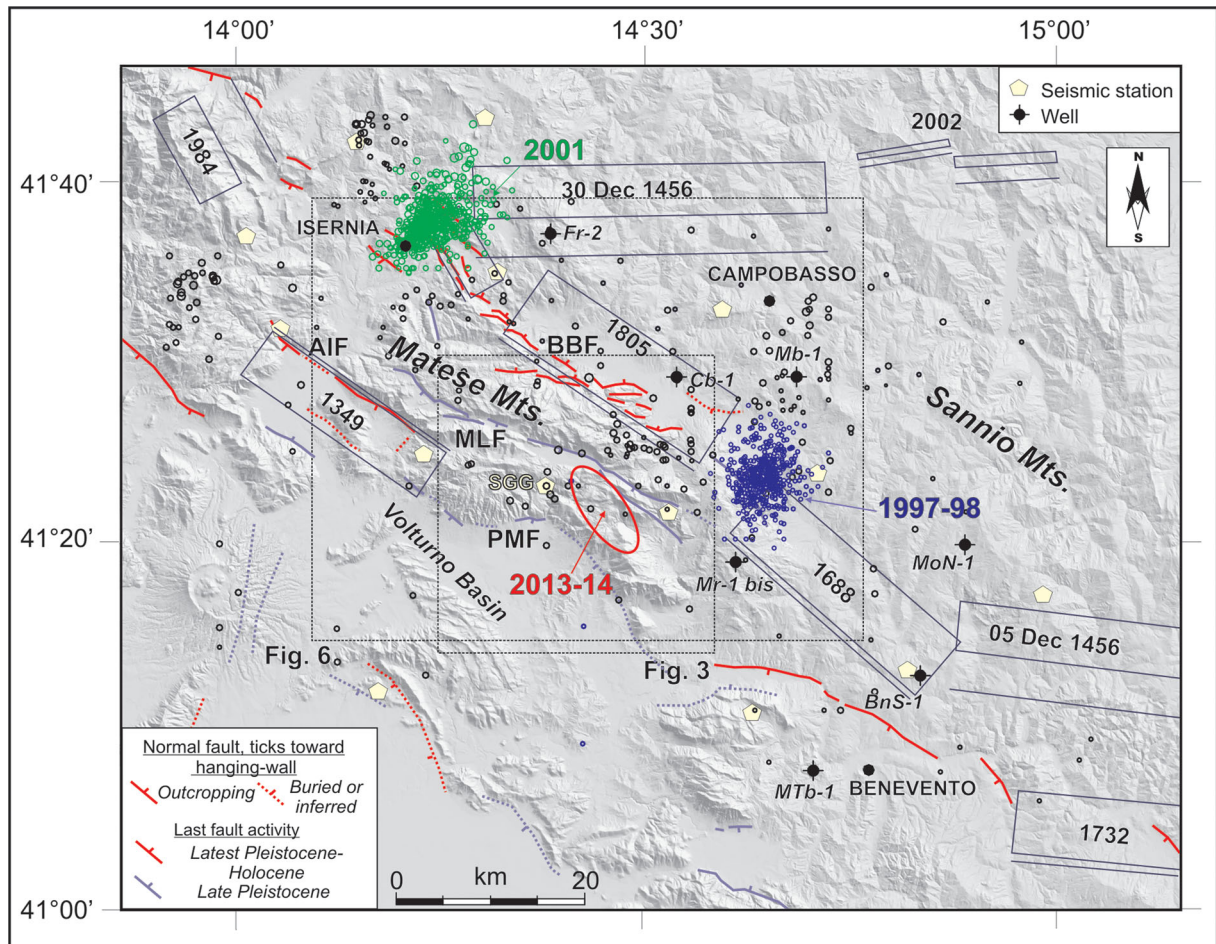 14°00' 14°30' 15°00'
Seismic station
Well
2002
1984
2001
41°40'
30 Dec 1456
N
S
ISERNIA
Fr-2
CAMPOBASSO
1805
Mb-1
AIF
BBF
Matese Mts.
Cb-1
1349
Sannio Mts.
MLF
SGG
1997-98
41°20'
PMF
Volturno Basin
2013-14
Mr-1 bis
MoN-1
1688
05 Dec 1456
Fig. 6
Fig. 3
BnS-1
MTb-1
BENEVENTO
1732
Normal fault, ticks toward
hanging-wall
Outcropping
Buried or
inferred
Last fault activity
Latest Pleistocene-
Holocene
Late Pleistocene
0 km 20
41°00'